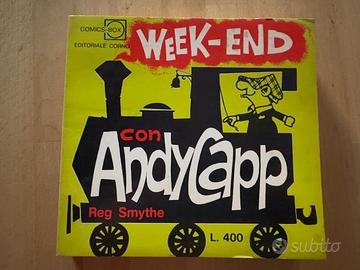 COMICS-BOX
EDITORIALE CORNO
WEEK-END
con
AndyCapp
Reg Smythe
L. 400
subito